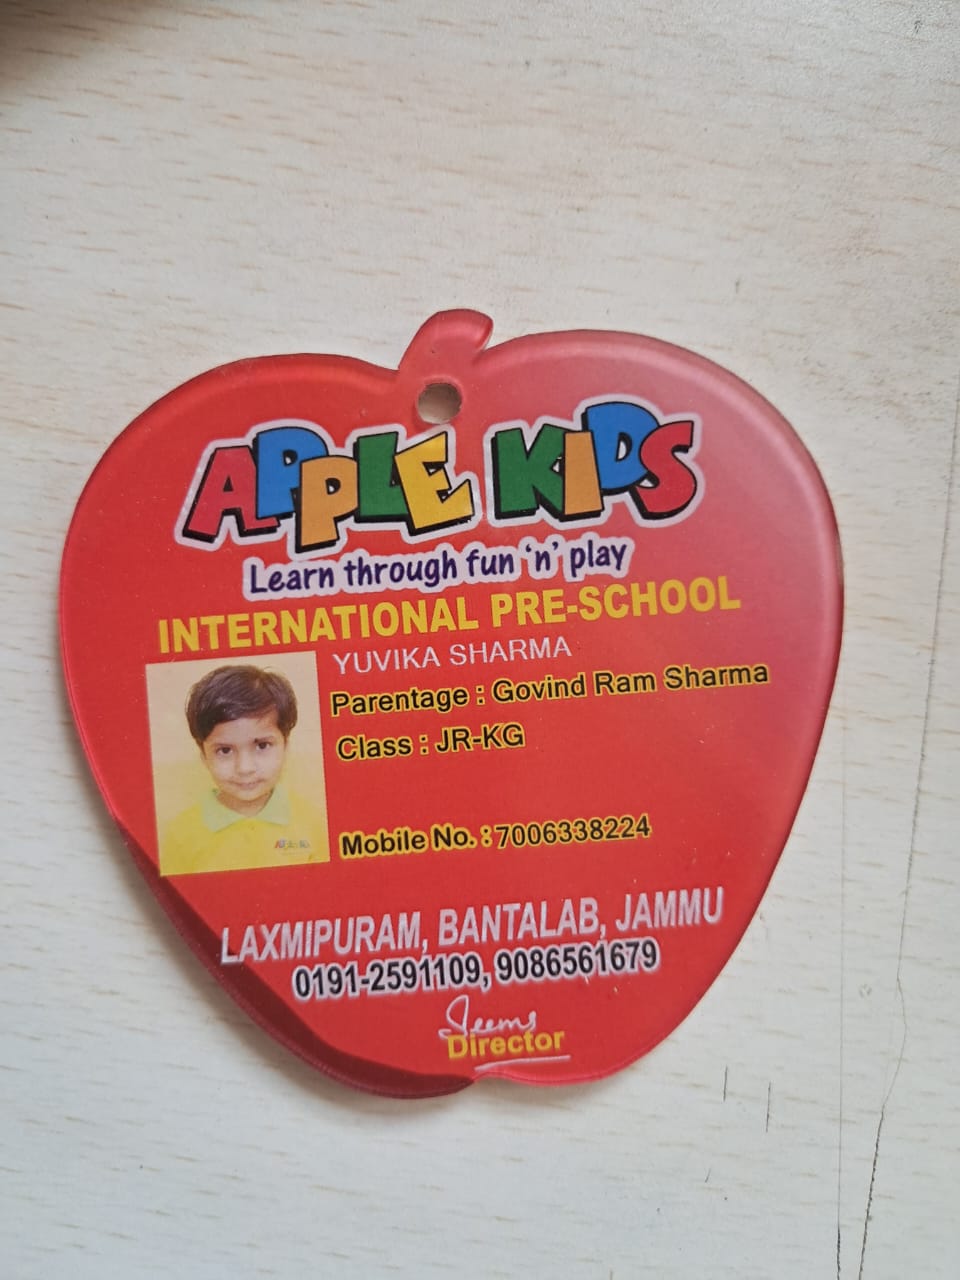 APPLE KIDS
Learn through fun 'n' play
INTERNATIONAL PRE-SCHOOL
YUVIKA SHARMA
Parentage : Govind Ram Sharma
Class : JR-KG
Mobile No. : 7006338224
LAXMIPURAM, BANTALAB, JAMMU
0191-2591109, 9086561679
Director